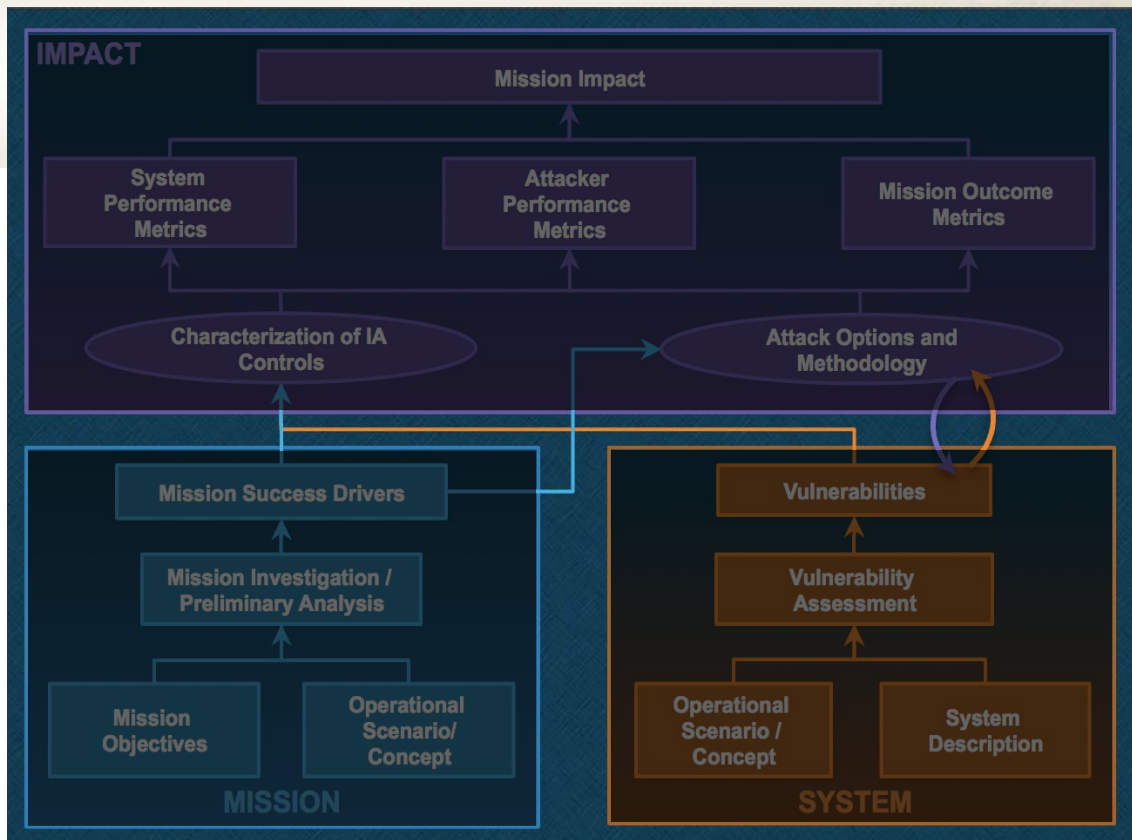 IMPACT
Mission Impact
System
Performance
Metrics
Attacker
Performance
Metrics
Mission Outcome
Metrics
Characterization of IA
Controls
Attack Options and
Methodology
Mission Success Drivers
Vulnerabilities
Mission Investigation /
Preliminary Analysis
Vulnerability
Assessment
Mission
Objectives
Operational
Scenario/
Concept
Operational
Scenario /
Concept
System
Description
MISSION
SYSTEM